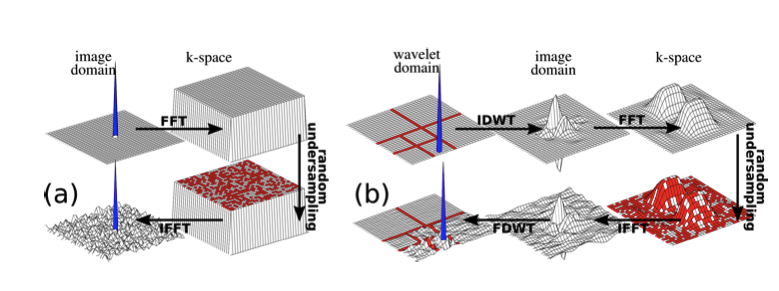 image
domain
k-space
FFT
random
undersampling
IFFT
(a)
wavelet
domain
image
domain
k-space
IDWT
FFT
random
undersampling
IFFT
FDWT
(b)